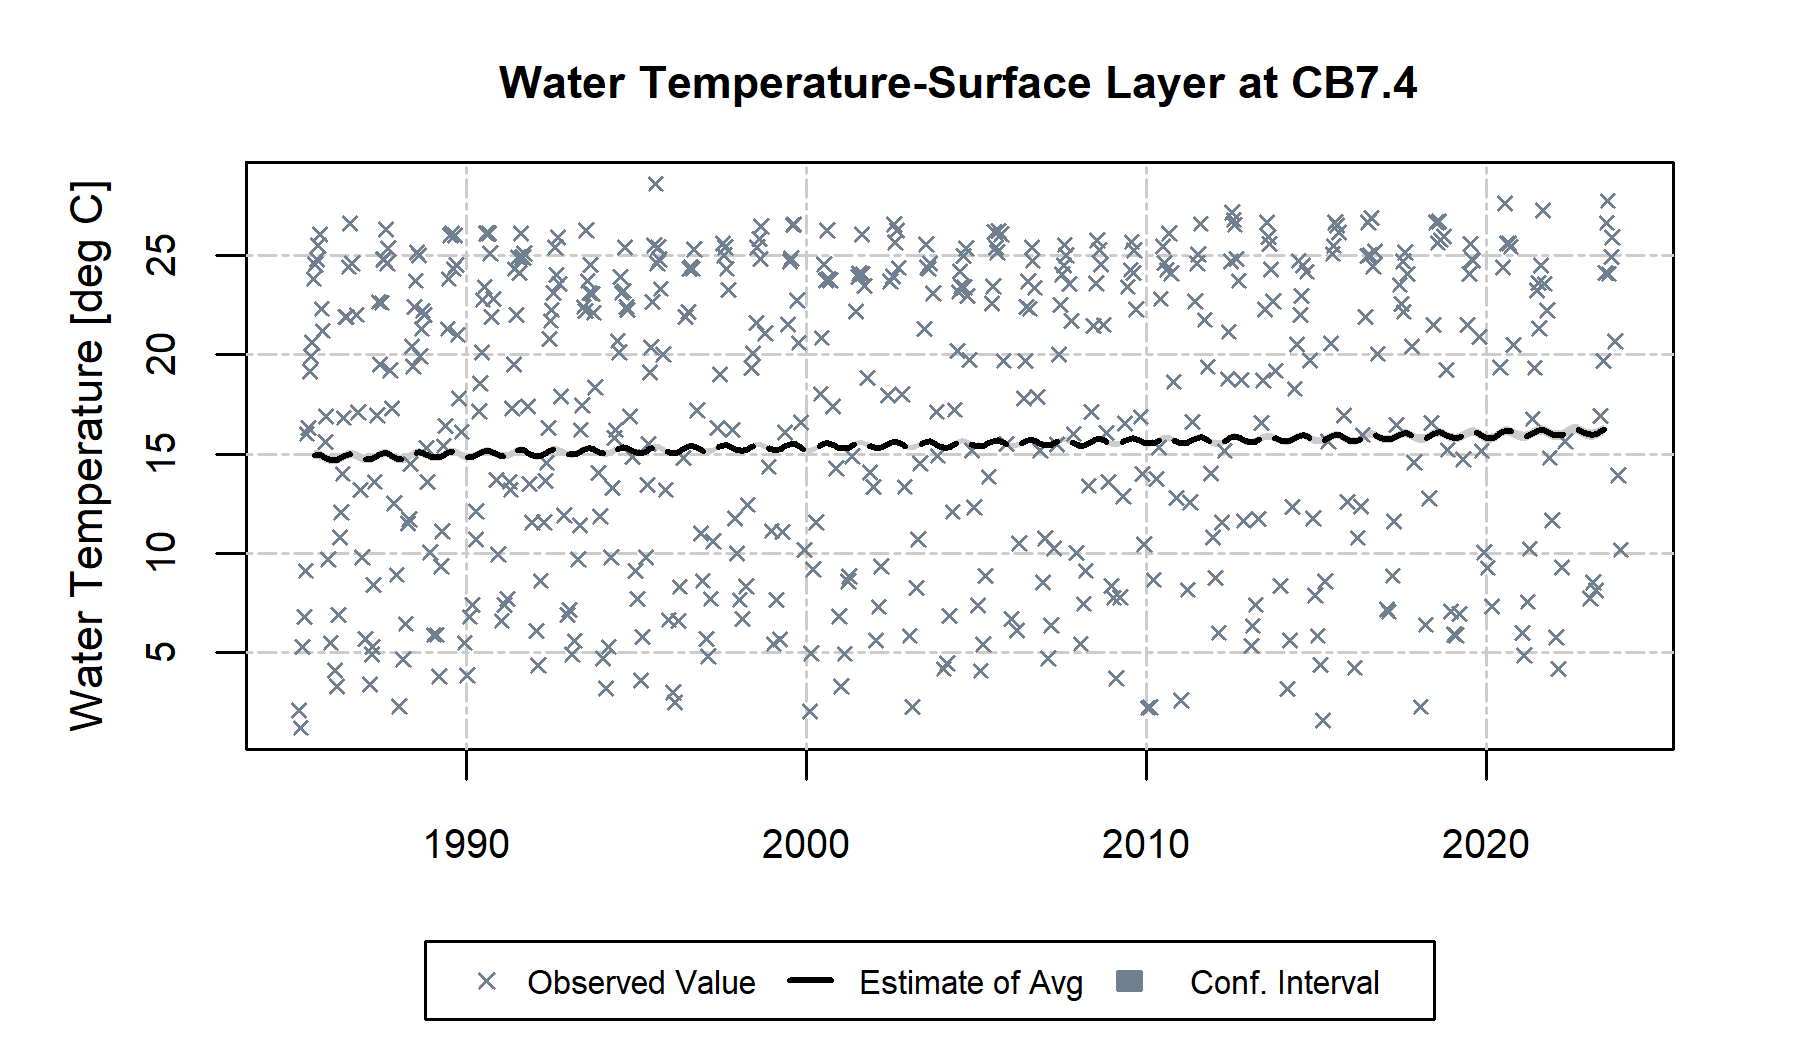 Water Temperature-Surface Layer at CB7.4
Water Temperature [deg C]
25
20
15
10
5
1990 2000 2010 2020
Observed Value Estimate of Avg Conf. Interval